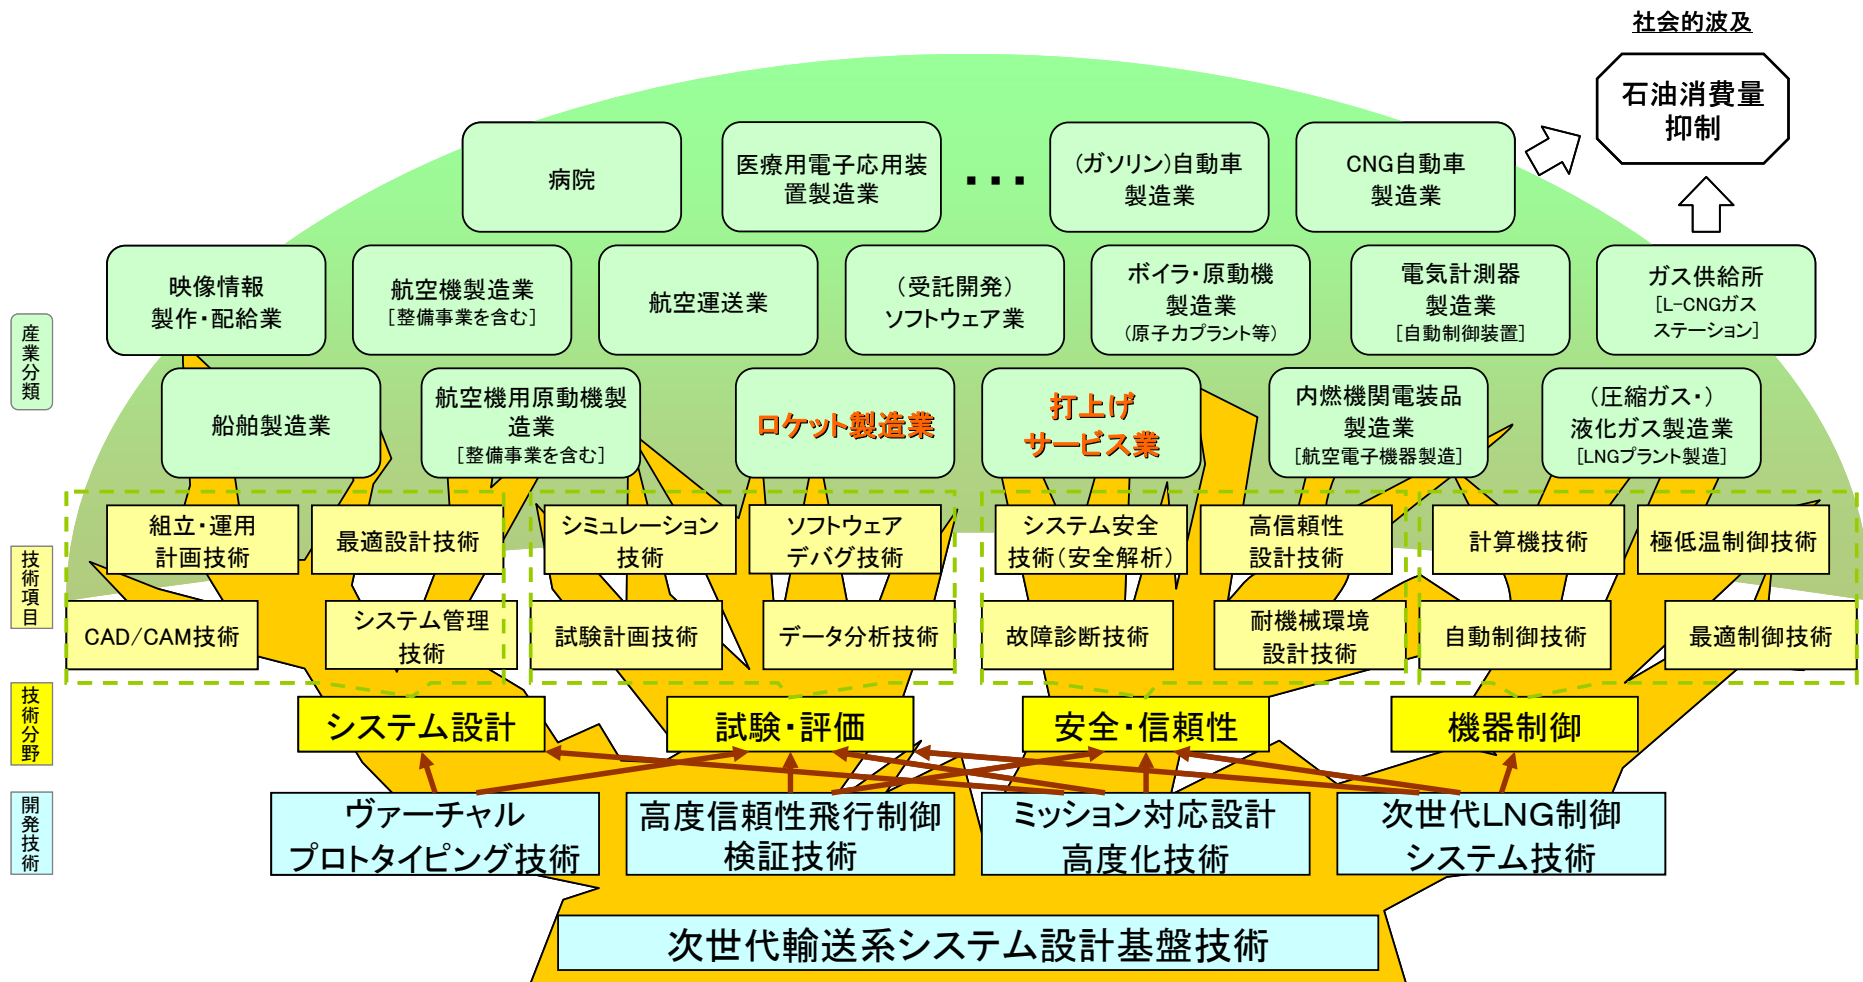 社会的波及
石油消費量
抑制
病院
医療用電子応用装
置製造業
・・・
(ガソリン)自動車
製造業
CNG自動車
製造業
映像情報
製作・配給業
航空機製造業
[整備事業を含む]
航空運送業
(受託開発)
ソフトウェア業
ボイラ・原動機
製造業
(原子力プラント等)
電気計測器
製造業
[自動制御装置]
ガス供給所
[L-CNGガス
ステーション]
産業分類
船舶製造業
航空機用原動機製
造業
[整備事業を含む]
ロケット製造業
打上げ
サービス業
内燃機関電装品
製造業
[航空電子機器製造]
(圧縮ガス・)
液化ガス製造業
[LNGプラント製造]
技術項目
組立・運用
計画技術
最適設計技術
シミュレーション
技術
ソフトウェア
デバグ技術
システム安全
技術(安全解析)
高信頼性
設計技術
計算機技術
極低温制御技術
CAD/CAM技術
システム管理
技術
試験計画技術
データ分析技術
故障診断技術
耐機械環境
設計技術
自動制御技術
最適制御技術
技術分野
システム設計
試験・評価
安全・信頼性
機器制御
開発技術
ヴァーチャル
プロトタイピング技術
高度信頼性飛行制御
検証技術
ミッション対応設計
高度化技術
次世代LNG制御
システム技術
次世代輸送系システム設計基盤技術